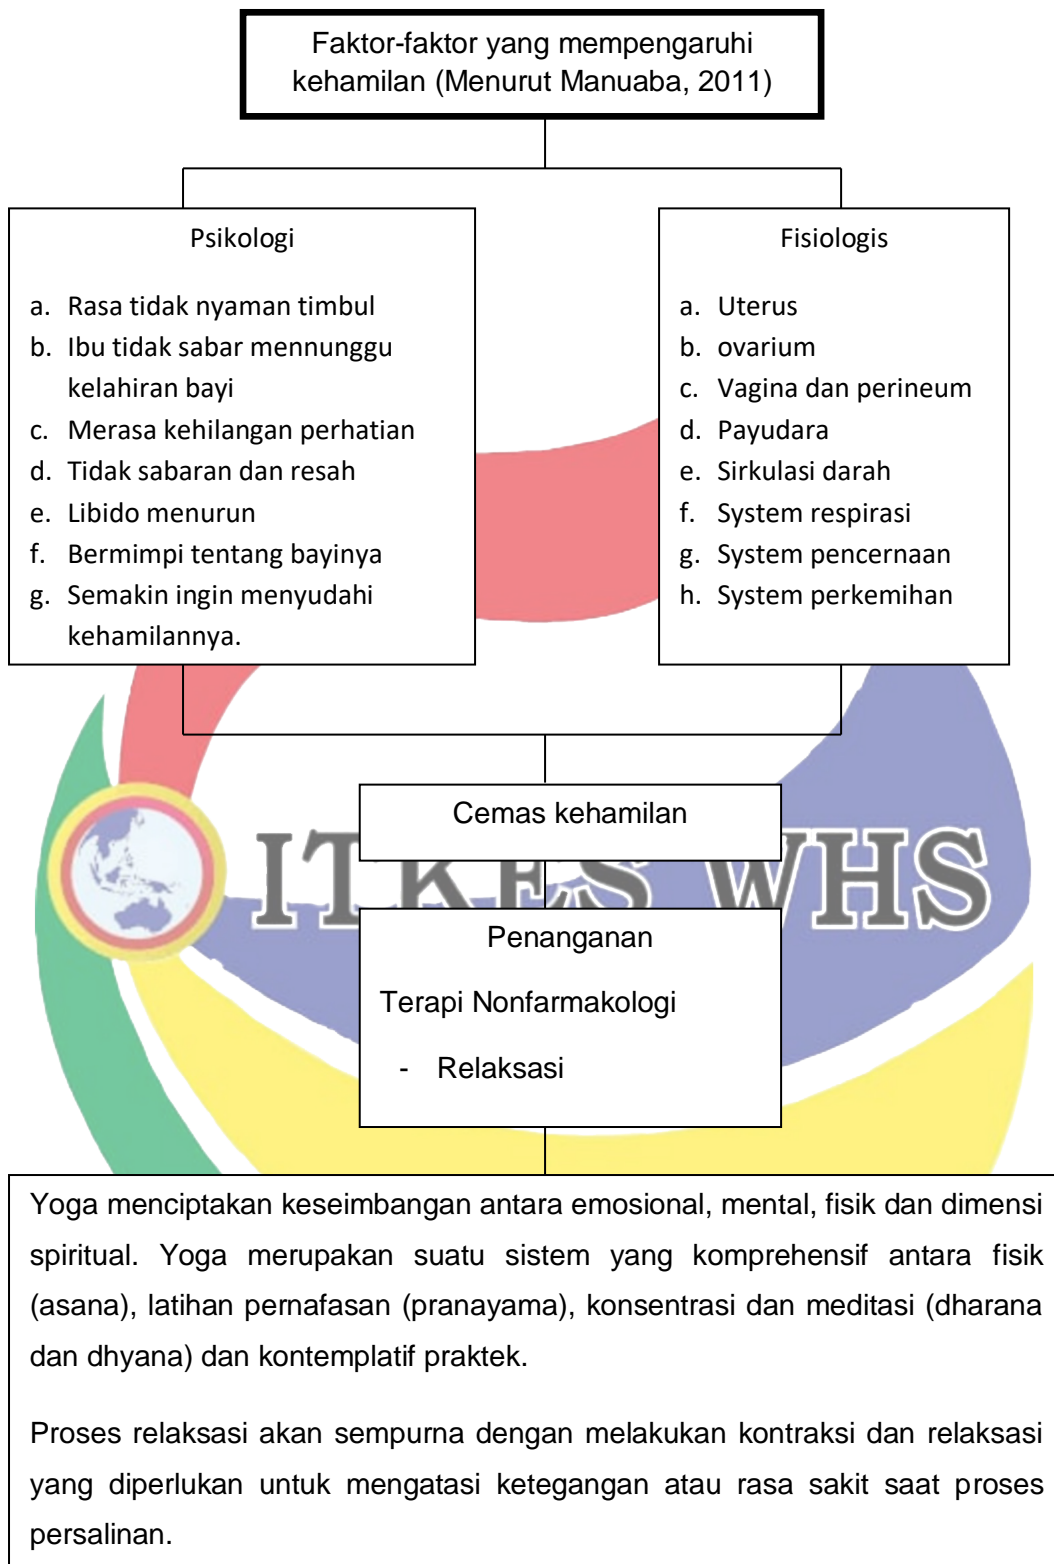 Faktor-faktor yang mempengaruhi
kehamilan (Menurut Manuaba, 2011)
Psikologi
a. Rasa tidak nyaman timbul
b. Ibu tidak sabar mennunggu
kelahiran bayi
c. Merasa kehilangan perhatian
d. Tidak sabaran dan resah
e. Libido menurun
f. Bermimpi tentang bayinya
g. Semakin ingin menyudahi
kehamilannya.
Fisiologis
a. Uterus
b. ovarium
c. Vagina dan perineum
d. Payudara
e. Sirkulasi darah
f. System respirasi
g. System pencernaan
h. System perkemihan
Cemas kehamilan
ITKES WHS
Penanganan
Terapi Nonfarmakologi
- Relaksasi
Yoga menciptakan keseimbangan antara emosional, mental, fisik dan dimensi
spiritual. Yoga merupakan suatu sistem yang komprehensif antara fisik
(asana), latihan pernafasan (pranayama), konsentrasi dan meditasi (dharana
dan dhyana) dan kontemplatif praktek.
Proses relaksasi akan sempurna dengan melakukan kontraksi dan relaksasi
yang diperlukan untuk mengatasi ketegangan atau rasa sakit saat proses
persalinan.